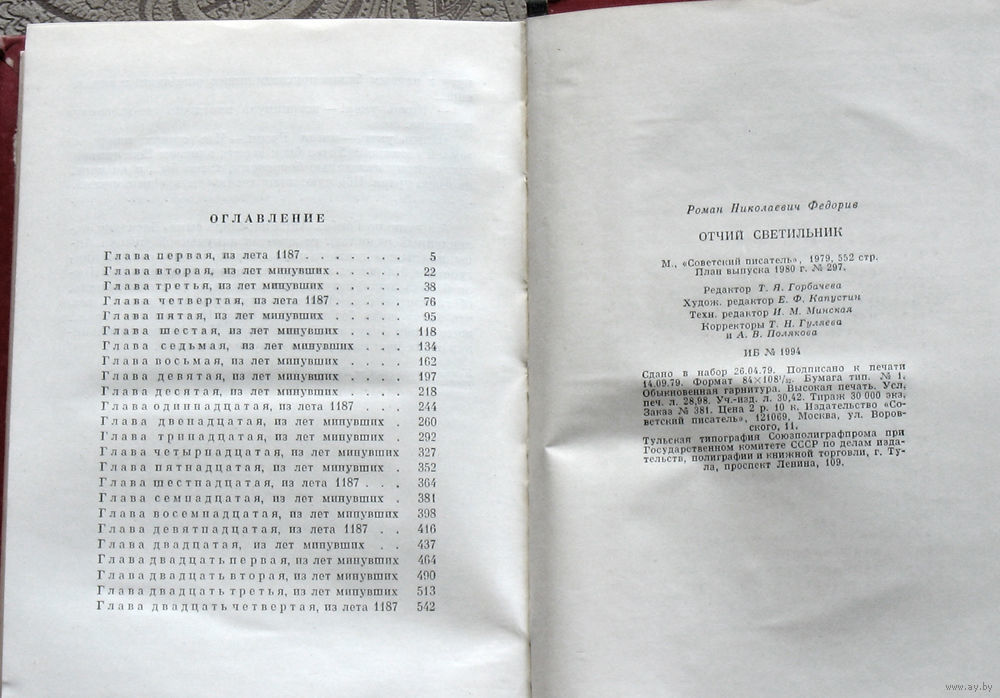 ОГЛАВЛЕНИЕ
Глава первая, из лета 1187 . . . . . . . 5
Глава вторая, из лет минувших . . . . . 22
Глава третья, из лет минувших . . . . . 38
Глава четвертая, из лета 1187 . . . . . 76
Глава пятая, из лет минувших . . . . . 95
Глава шестая, из лет минувших . . . . . 118
Глава седьмая, из лет минувших . . . . 134
Глава восьмая, из лет минувших . . . . 162
Глава девятая, из лет минувших . . . . 197
Глава десятая, из лет минувших . . . . 218
Глава одиннадцатая, из лета 1187 . . . 244
Глава двенадцатая, из лет минувших . 260
Глава тринадцатая, из лет минувших . 292
Глава четырнадцатая, из лет минувших 327
Глава пятнадцатая, из лет минувших . 352
Глава шестнадцатая, из лета 1187 . . . 364
Глава семнадцатая, из лет минувших . 381
Глава восемнадцатая, из лет минувших 398
Глава девятнадцатая, из лета 1187 . . 416
Глава двадцатая, из лет минувших . . 437
Глава двадцать первая, из лет минувших 464
Глава двадцать вторая, из лет минувших 490
Глава двадцать третья, из лет минувших 513
Глава двадцать четвертая, из лета 1187 542
Роман Николаевич Федорив
ОТЧИЙ СВЕТИЛЬНИК
М., «Советский писатель», 1979, 552 стр.
План выпуска 1980 г. № 297.
Редактор Т. Я. Горбачева
Худож. редактор Е. Ф. Капустин
Техн. редактор И. М. Минская
Корректоры Т. Н. Гуляева
и А. В. Полякова
ИБ № 1994
Сдано в набор 26.04.79. Подписано к печати
14.09.79. Формат 84×108¹/₃₂. Бумага тип. № 1.
Обыкновенная гарнитура. Высокая печать. Усл.
печ. л. 28,98. Уч.-изд. л. 30,42. Тираж 30 000 экз.
Заказ № 381. Цена 2 р. 10 к. Издательство «Со-
ветский писатель», 121069, Москва, ул. Воров-
ского, 11.
Тульская типография Союзполиграфпрома при
Государственном комитете СССР по делам изда-
тельств, полиграфии и книжной торговли, г. Ту-
ла, проспект Ленина, 109.
www.ay.by